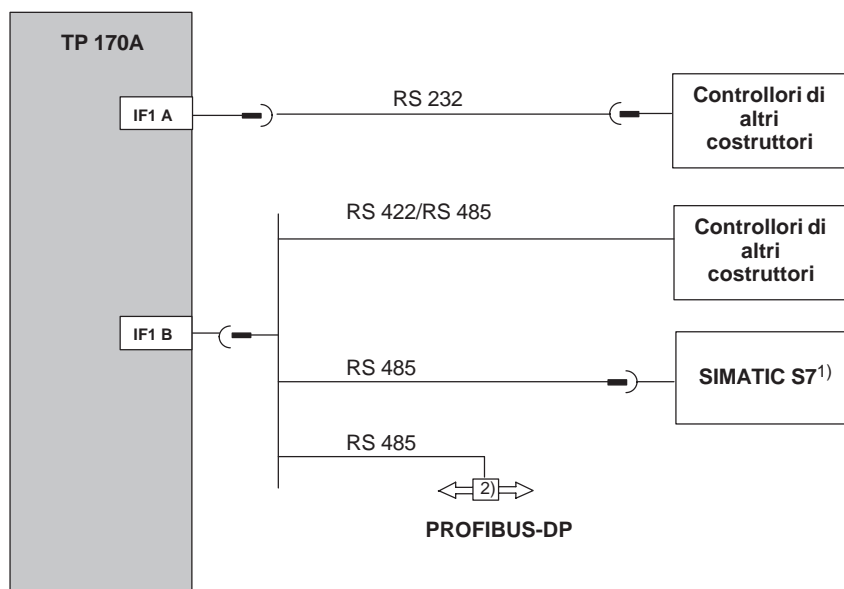 TP 170A
IF1 A
RS 232
Controllori di
altri
costruttori
RS 422/RS 485
Controllori di
altri
costruttori
IF1 B
RS 485
SIMATIC S71)
RS 485
2)
PROFIBUS-DP